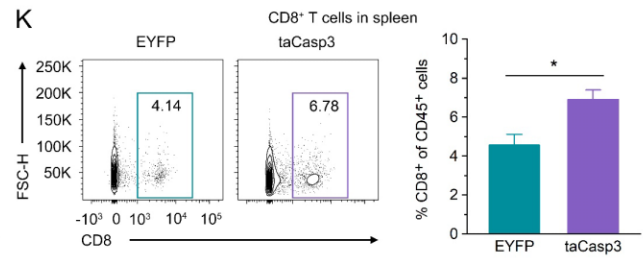 K
CD8⁺ T cells in spleen
EYFP
taCasp3
250K
200K
150K
100K
50K
FSC-H
4.14
6.78
-10³ 0 10³ 10⁴ 10⁵
CD8
% CD8⁺ of CD45⁺ cells
10
8
6
4
2
0
*
EYFP
taCasp3